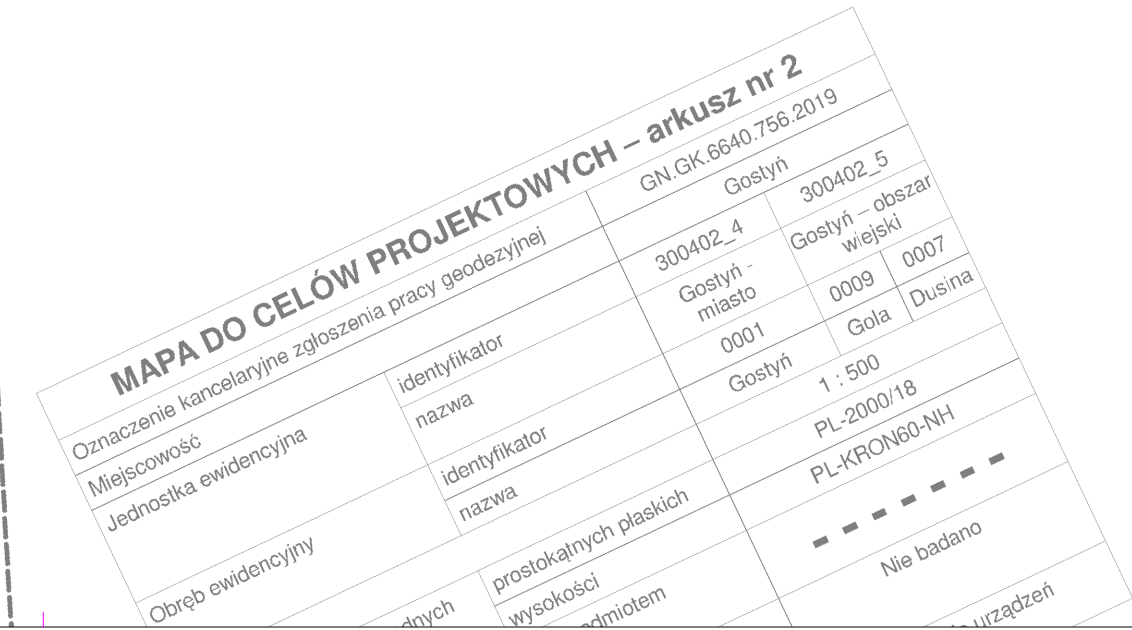 MAPA DO CELÓW PROJEKTOWYCH – arkusz nr 2
Oznaczenie kancelaryjne zgłoszenia pracy geodezyjnej
GN.GK.6640.756.2019
Miejscowość
Gostyń
Jednostka ewidencyjna
identyfikator
300402_4
300402_5
nazwa
Gostyń -
miasto
Gostyń – obszar
wiejski
Obręb ewidencyjny
identyfikator
0001
0009
0007
nazwa
Gostyń
Gola
Dusina
1 : 500
prostokątnych płaskich
PL-2000/18
wysokości
PL-KRON60-NH
Nie badano
urządzeń